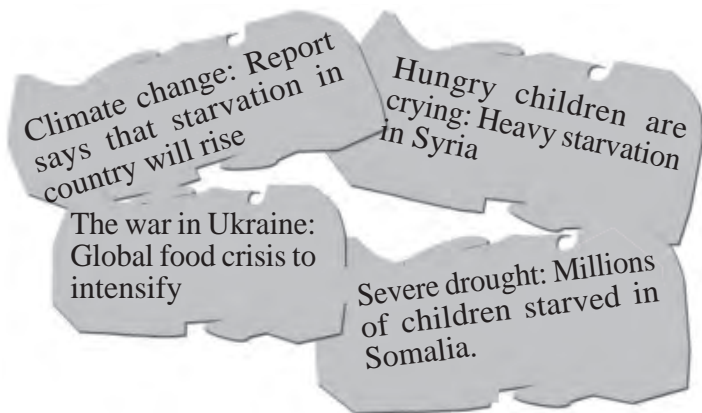 Climate change: Report
says that starvation in
country will rise
Hungry children are
crying: Heavy starvation
in Syria
The war in Ukraine:
Global food crisis to
intensify
Severe drought: Millions
of children starved in
Somalia.